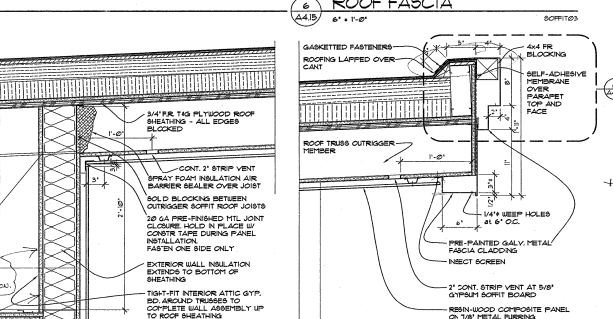 6
A4.15
ROOF FASCIA
6" = 1'-0"
SOFFIT03
GASKETTED FASTENERS
ROOFING LAPPED OVER
CANT
4x4 FR
BLOCKING
SELF-ADHESIVE
MEMBRANE
OVER
PARAPET
TOP AND
FACE
3/4" F.R. T&G PLYWOOD ROOF
SHEATHING - ALL EDGES
BLOCKED
1'-0"
CONT. 2" STRIP VENT
SPRAY FOAM INSULATION AIR
BARRIER SEALER OVER JOIST
3"
SOLID BLOCKING BETWEEN
OUTRIGGER SOFFIT ROOF JOISTS
20 GA PRE-FINISHED MTL JOINT
CLOSURE. HOLD IN PLACE W/
CONSTR TAPE DURING PANEL
INSTALLATION.
FASTEN ONE SIDE ONLY
EXTERIOR WALL INSULATION
EXTENDS TO BOTTOM OF
SHEATHING
TIGHT-FIT INTERIOR ATTIC GYP.
BD. AROUND TRUSSES TO
COMPLETE WALL ASSEMBLY UP
TO ROOF SHEATHING
ROOF TRUSS OUTRIGGER
MEMBER
1'-0"
8"
11"
6"
1/4"ϕ WEEP HOLES
at 6" O.C.
PRE-PAINTED GALV. METAL
FASCIA CLADDING
INSECT SCREEN
2" CONT. STRIP VENT AT 5/8"
GYPSUM SOFFIT BOARD
RESIN-WOOD COMPOSITE PANEL
ON 7/8" METAL FURRING